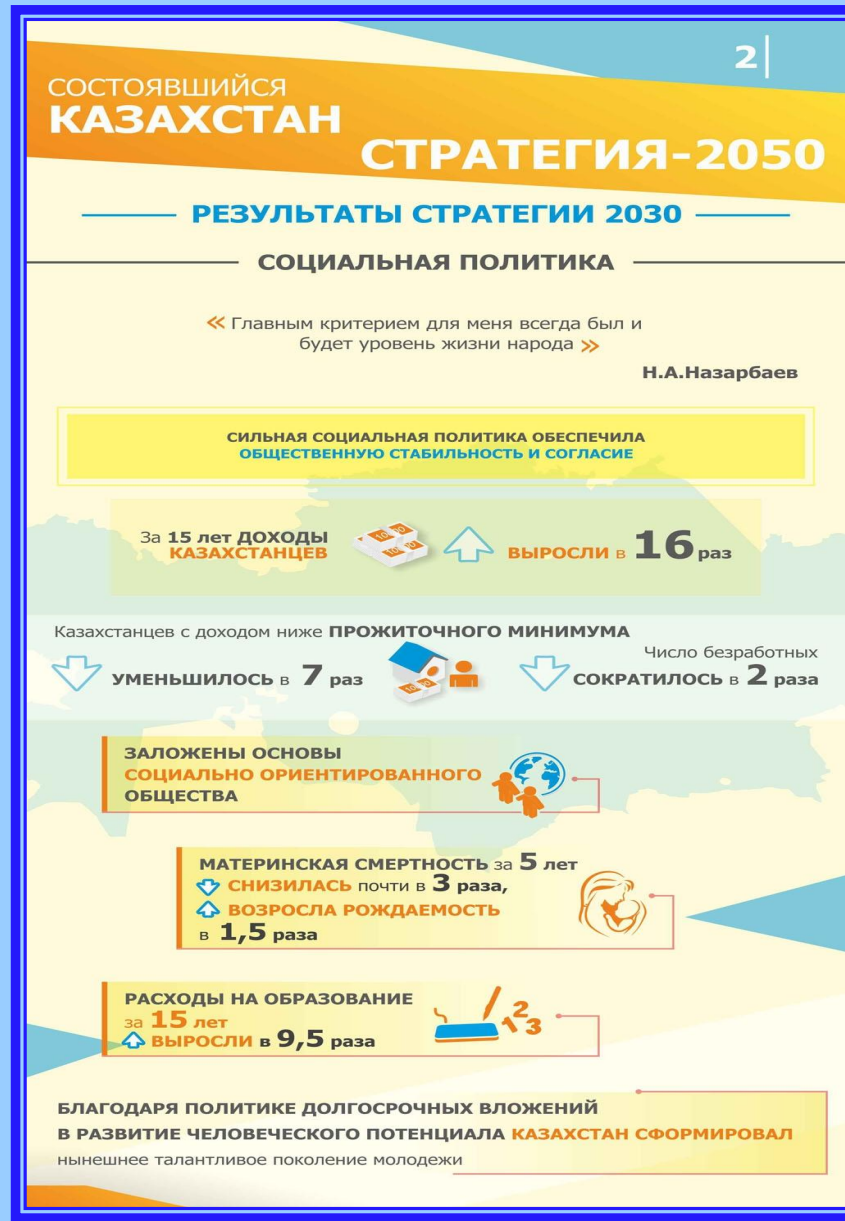 2
СОСТОЯВШИЙСЯ
КАЗАХСТАН
СТРАТЕГИЯ-2050
РЕЗУЛЬТАТЫ СТРАТЕГИИ 2030
СОЦИАЛЬНАЯ ПОЛИТИКА
« Главным критерием для меня всегда был и
будет уровень жизни народа »
Н.А.Назарбаев
СИЛЬНАЯ СОЦИАЛЬНАЯ ПОЛИТИКА ОБЕСПЕЧИЛА
ОБЩЕСТВЕННУЮ СТАБИЛЬНОСТЬ И СОГЛАСИЕ
За 15 лет ДОХОДЫ
КАЗАХСТАНЦЕВ
ВЫРОСЛИ в 16 раз
Казахстанцев с доходом ниже ПРОЖИТОЧНОГО МИНИМУМА
УМЕНЬШИЛОСЬ в 7 раз
Число безработных
СОКРАТИЛОСЬ в 2 раза
ЗАЛОЖЕНЫ ОСНОВЫ
СОЦИАЛЬНО ОРИЕНТИРОВАННОГО
ОБЩЕСТВА
МАТЕРИНСКАЯ СМЕРТНОСТЬ за 5 лет
СНИЗИЛАСЬ почти в 3 раза,
ВОЗРОСЛА РОЖДАЕМОСТЬ
в 1,5 раза
РАСХОДЫ НА ОБРАЗОВАНИЕ
за 15 лет
ВЫРОСЛИ в 9,5 раза
1 2 3
БЛАГОДАРЯ ПОЛИТИКЕ ДОЛГОСРОЧНЫХ ВЛОЖЕНИЙ
В РАЗВИТИЕ ЧЕЛОВЕЧЕСКОГО ПОТЕНЦИАЛА КАЗАХСТАН СФОРМИРОВАЛ
нынешнее талантливое поколение молодежи